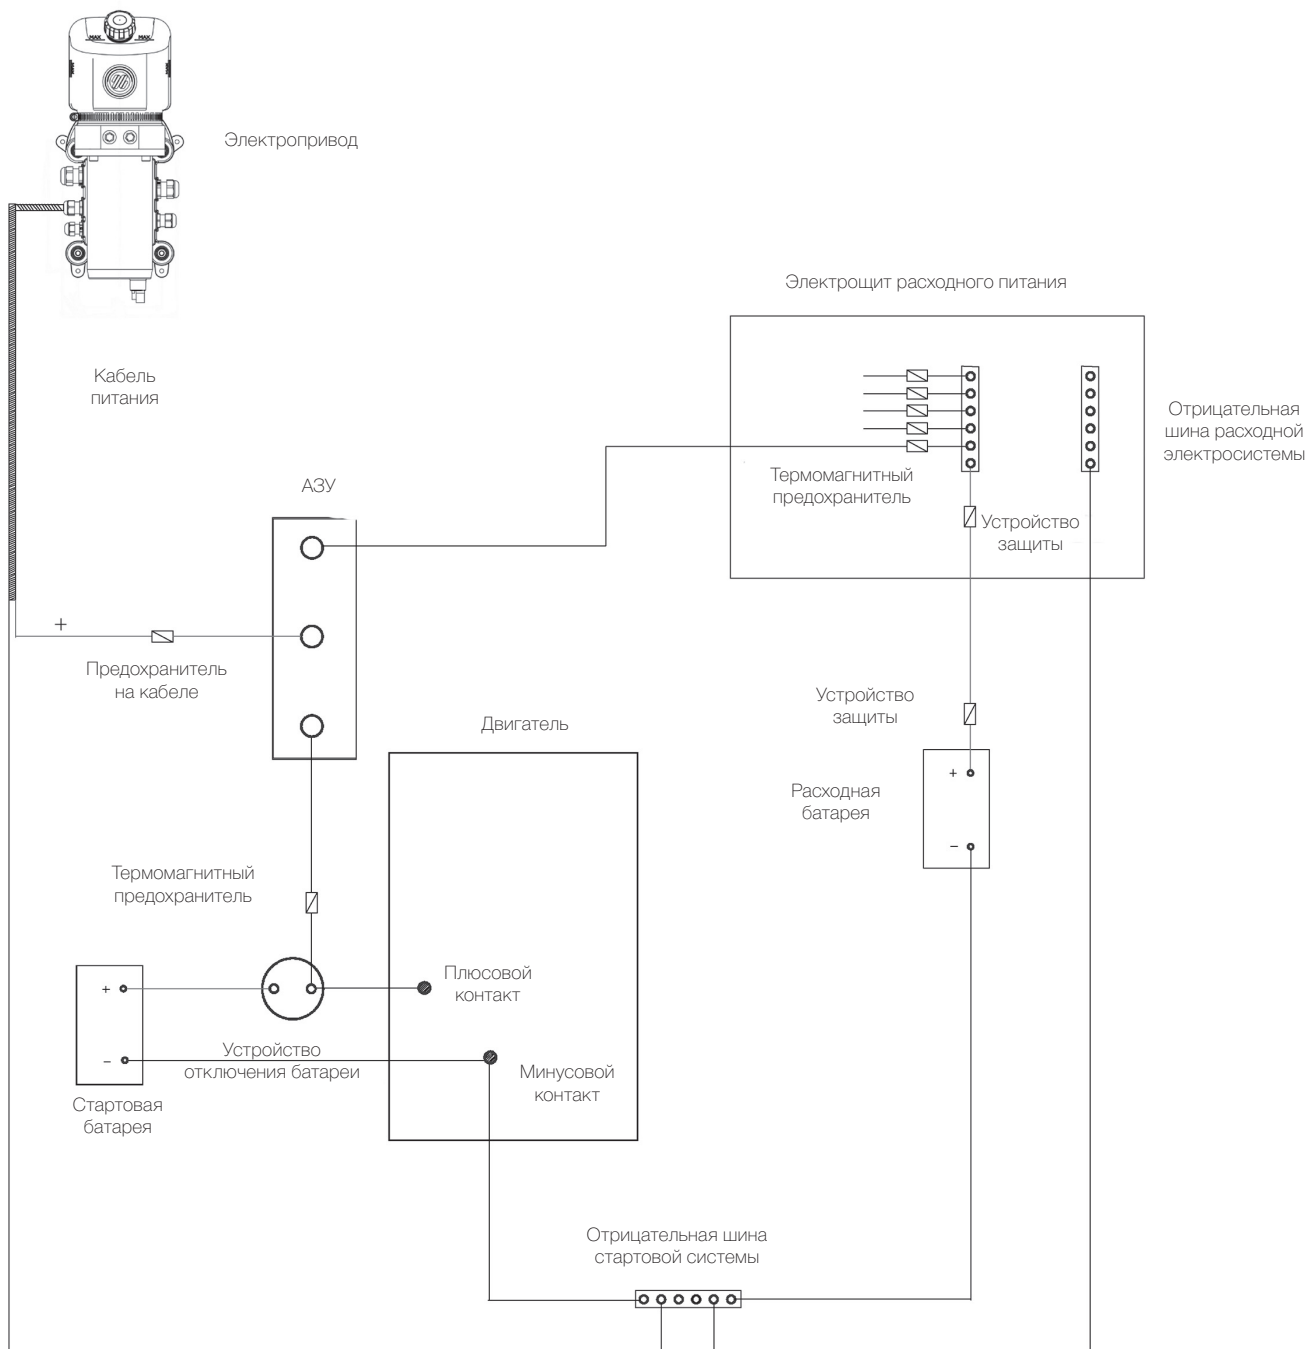 MAX MAX
Электропривод
Электрощит расходного питания
Кабель
питания
Отрицательная
шина расходной
электросистемы
Термомагнитный
предохранитель
АЗУ
Устройство
защиты
+
Предохранитель
на кабеле
Устройство
защиты
Двигатель
+
Расходная
батарея
–
Термомагнитный
предохранитель
Плюсовой
контакт
+
Устройство
отключения батареи
–
Минусовой
контакт
Стартовая
батарея
Отрицательная шина
стартовой системы